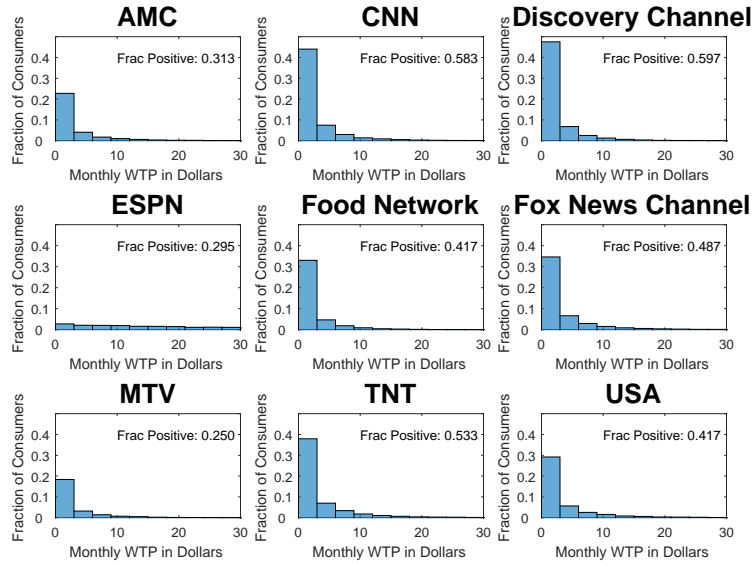 AMC
Fraction of Consumers
0.4
0.3
0.2
0.1
0
Frac Positive: 0.313
0 10 20 30
Monthly WTP in Dollars
CNN
Fraction of Consumers
0.4
0.3
0.2
0.1
0
Frac Positive: 0.583
0 10 20 30
Monthly WTP in Dollars
Discovery Channel
Fraction of Consumers
0.4
0.3
0.2
0.1
0
Frac Positive: 0.597
0 10 20 30
Monthly WTP in Dollars
ESPN
Fraction of Consumers
0.4
0.3
0.2
0.1
0
Frac Positive: 0.295
0 10 20 30
Monthly WTP in Dollars
Food Network
Fraction of Consumers
0.4
0.3
0.2
0.1
0
Frac Positive: 0.417
0 10 20 30
Monthly WTP in Dollars
Fox News Channel
Fraction of Consumers
0.4
0.3
0.2
0.1
0
Frac Positive: 0.487
0 10 20 30
Monthly WTP in Dollars
MTV
Fraction of Consumers
0.4
0.3
0.2
0.1
0
Frac Positive: 0.250
0 10 20 30
Monthly WTP in Dollars
TNT
Fraction of Consumers
0.4
0.3
0.2
0.1
0
Frac Positive: 0.533
0 10 20 30
Monthly WTP in Dollars
USA
Fraction of Consumers
0.4
0.3
0.2
0.1
0
Frac Positive: 0.417
0 10 20 30
Monthly WTP in Dollars